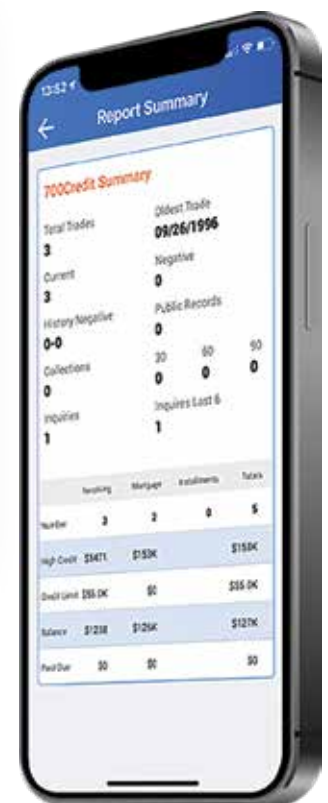 13:52
Report Summary
700Credit Summary
Total Trades Oldest Trade
3 09/26/1996
Current Negative
3 0
History Negative Public Records
0-0 0
Collections 30 60 90
0 0 0 0
Inquiries Inquires Last 6
1 1
Revolving Mortgage Installments Totals
Number 3 2 0 5
High Credit $5471 $153K
Credit Limit $55.0K $0 $55.0K
Balance $1238 $126K $127K
Past Due $0 $0 $0